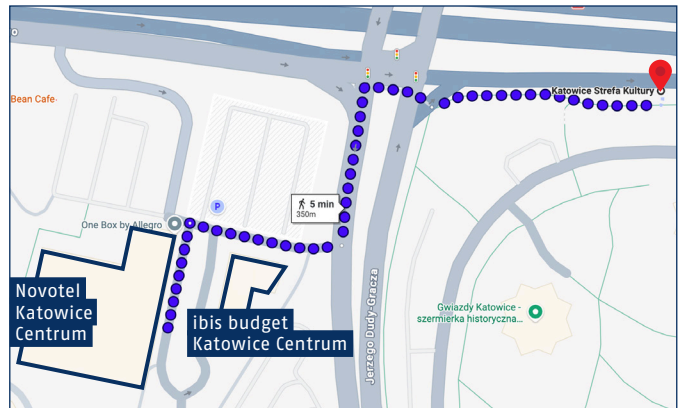 o
Bean Cafe
Katowice Strefa Kultury
P
5 min
350m
One Box by Allegro
Novotel
Katowice
Centrum
ibis budget
Katowice Centrum
Jerzego Dudy-Gracza
Gwiazdy Katowice -
szermierka historyczna...